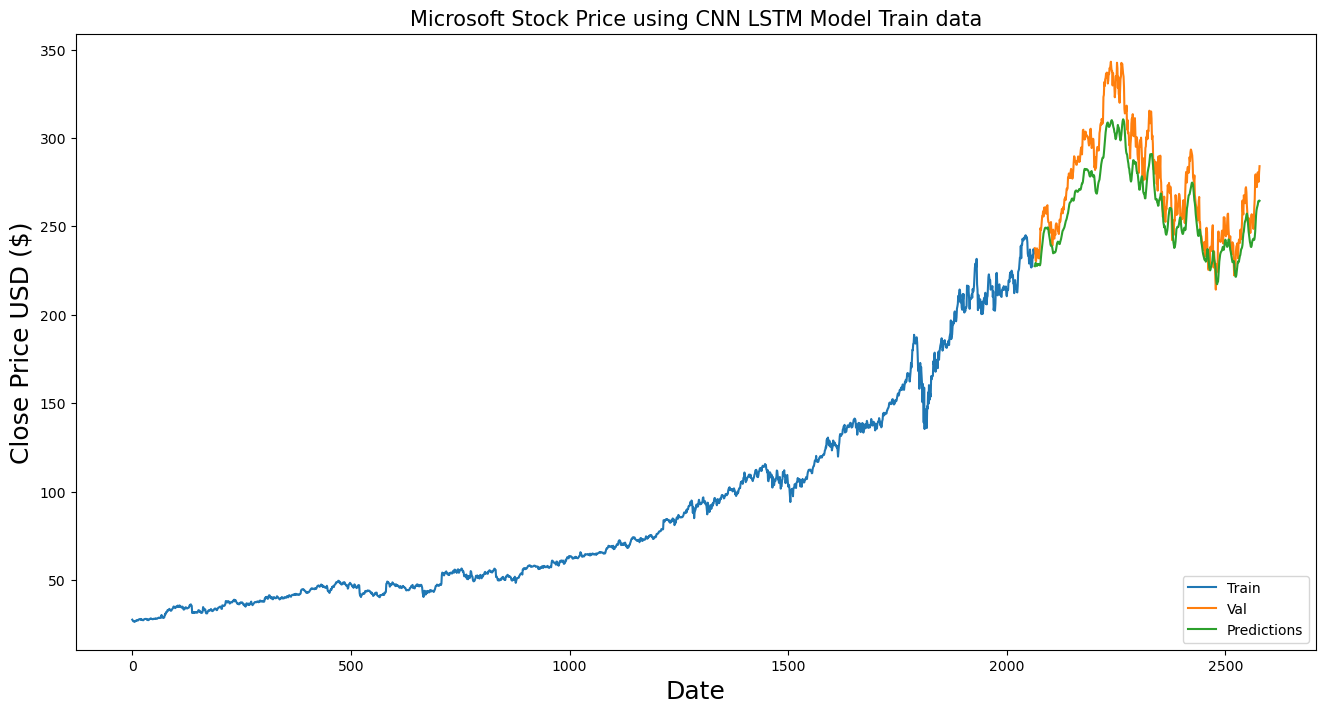 Microsoft Stock Price using CNN LSTM Model Train data
Close Price USD ($)
350
300
250
200
150
100
50
0
500
1000
1500
2000
2500
Date
Train
Val
Predictions